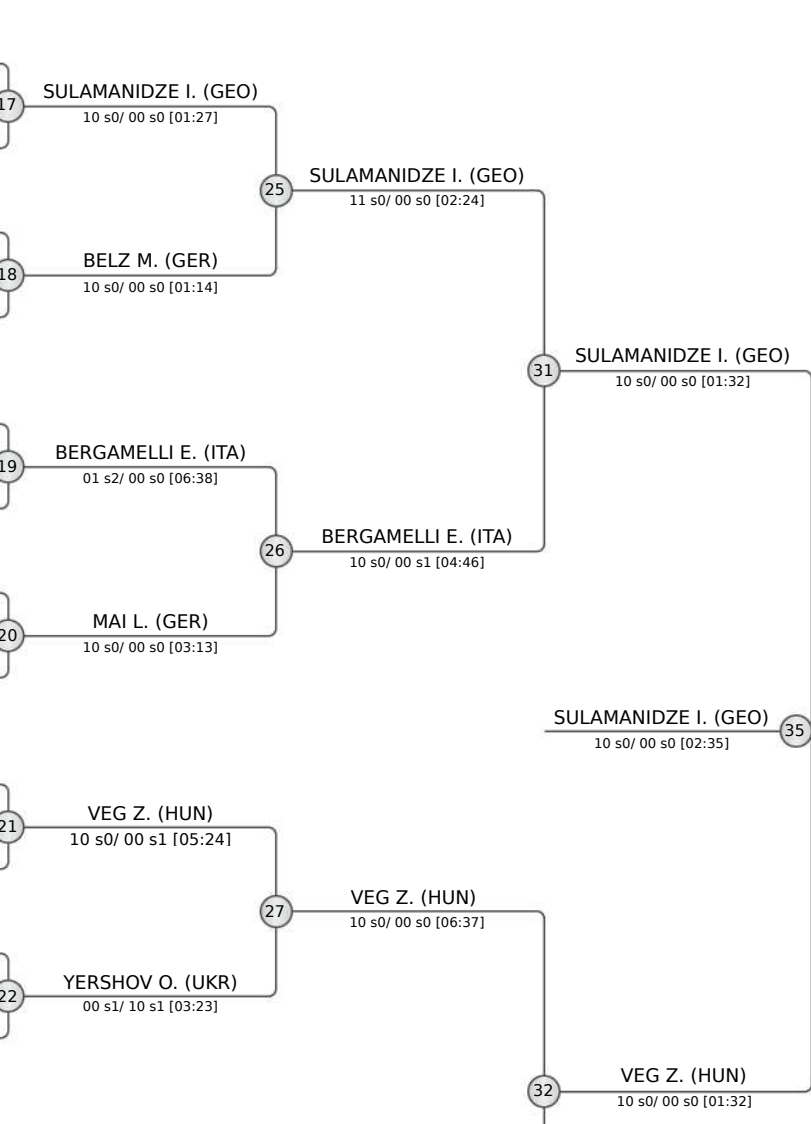 SULAMANIDZE I. (GEO)
17
10 s0/ 00 s0 [01:27]
SULAMANIDZE I. (GEO)
25
11 s0/ 00 s0 [02:24]
BELZ M. (GER)
18
10 s0/ 00 s0 [01:14]
SULAMANIDZE I. (GEO)
31
10 s0/ 00 s0 [01:32]
BERGAMELLI E. (ITA)
19
01 s2/ 00 s0 [06:38]
BERGAMELLI E. (ITA)
26
10 s0/ 00 s1 [04:46]
MAI L. (GER)
20
10 s0/ 00 s0 [03:13]
SULAMANIDZE I. (GEO)
35
10 s0/ 00 s0 [02:35]
VEG Z. (HUN)
21
10 s0/ 00 s1 [05:24]
VEG Z. (HUN)
27
10 s0/ 00 s0 [06:37]
YERSHOV O. (UKR)
22
00 s1/ 10 s1 [03:23]
VEG Z. (HUN)
32
10 s0/ 00 s0 [01:32]